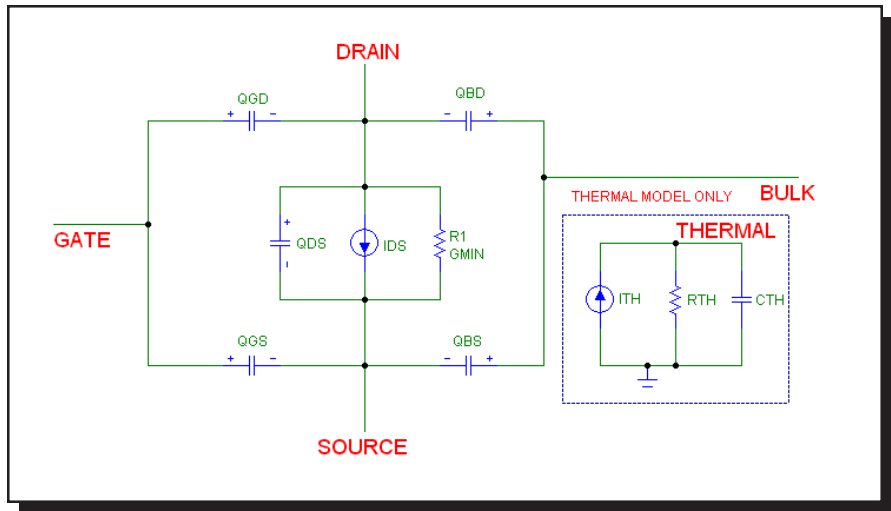 DRAIN
QGD
QBD
+ -
- +
THERMAL MODEL ONLY
BULK
GATE
+
QDS
-
IDS
R1
GMIN
THERMAL
ITH
RTH
CTH
QGS
QBS
+ -
- +
SOURCE